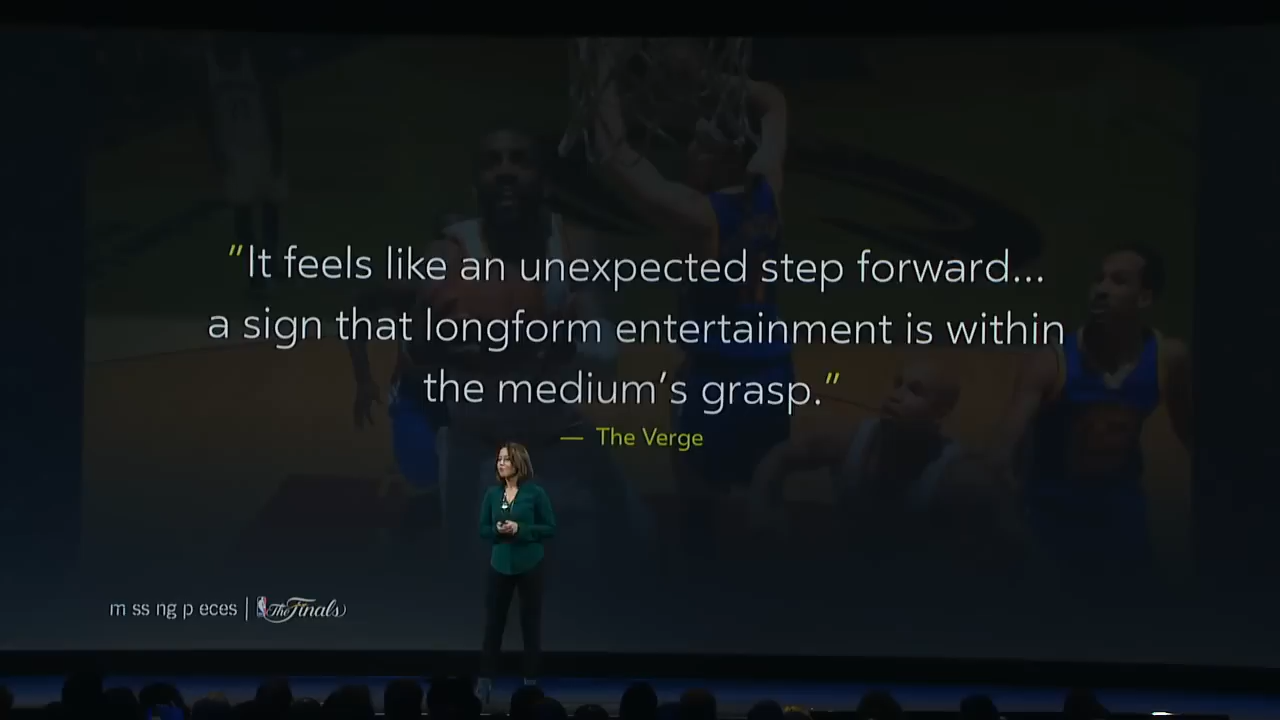 "It feels like an unexpected step forward...
a sign that longform entertainment is within
the medium's grasp."
— The Verge
m ss ng p eces | The Finals